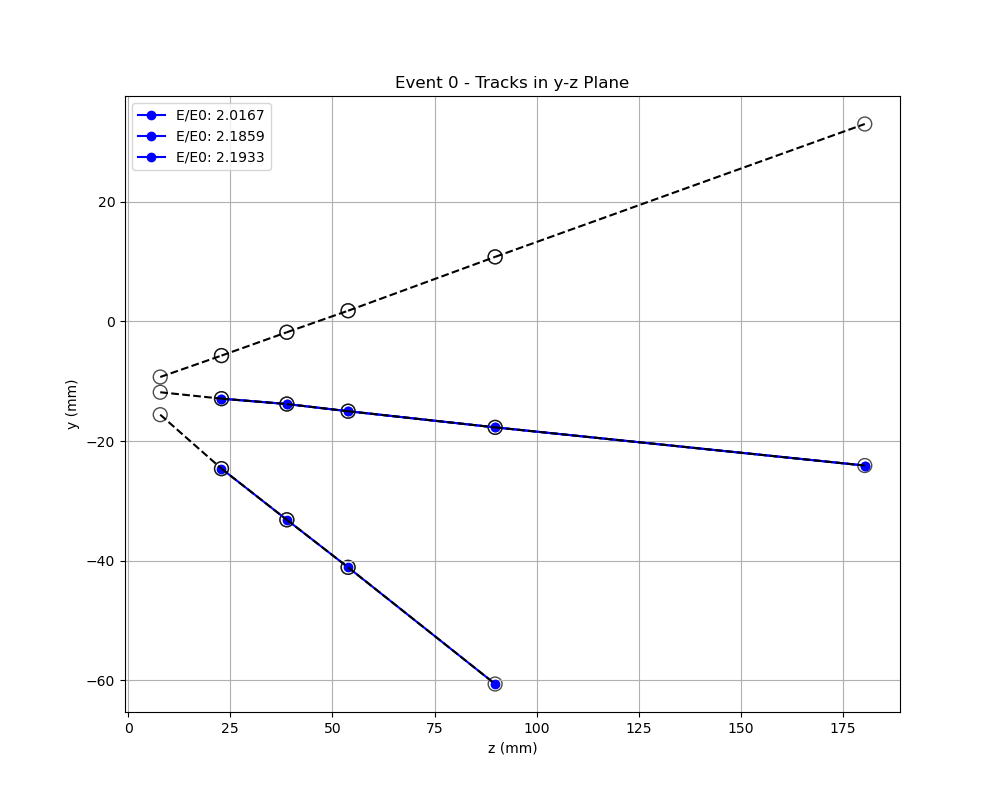 Event 0 - Tracks in y-z Plane
E/E0: 2.0167
E/E0: 2.1859
E/E0: 2.1933
20
0
−20
−40
−60
y (mm)
0 25 50 75 100 125 150 175
z (mm)